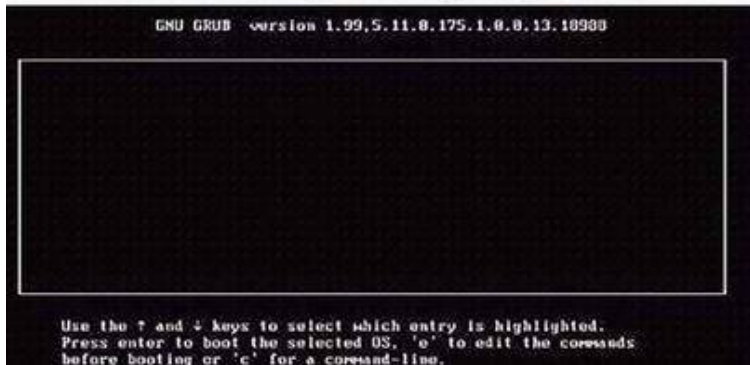 GNU GRUB version 1.99,5.11.0.175.1.0.0.13.18980
Use the ↑ and ↓ keys to select which entry is highlighted.
Press enter to boot the selected OS, 'e' to edit the commands
before booting or 'c' for a command-line.